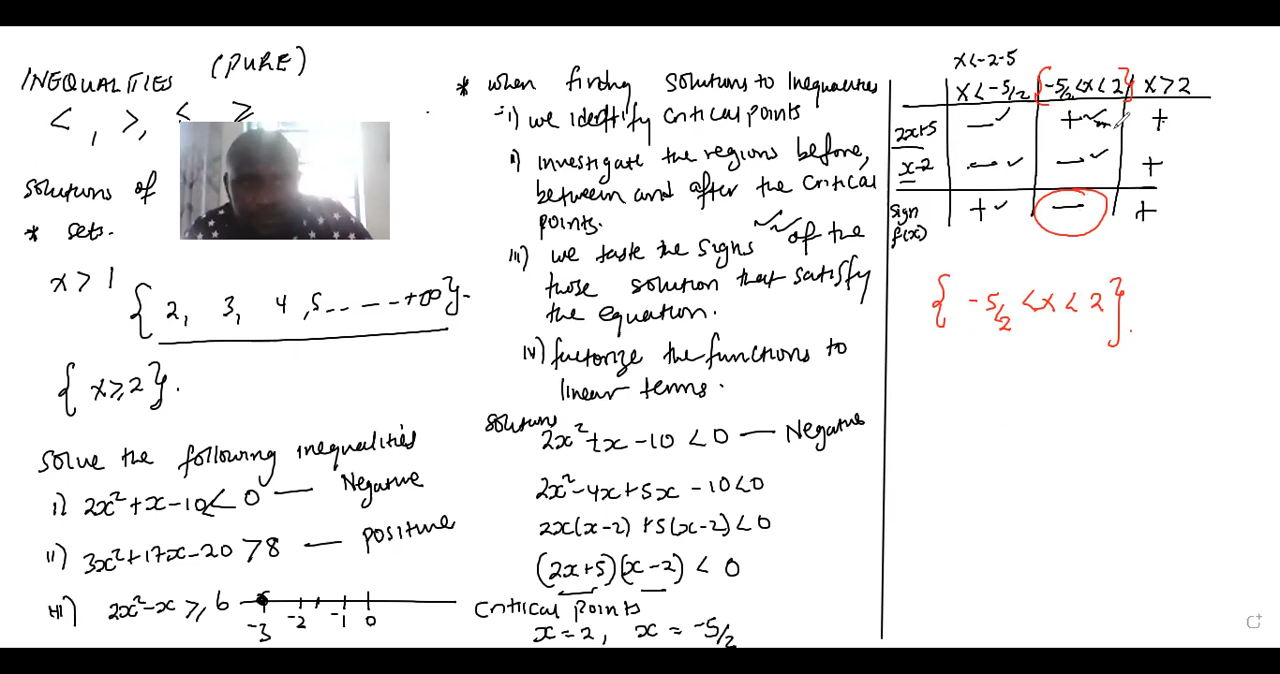 INEQUALITIES (PURE)
< , >, < ≥
solutions of
* sets.
x > 1 { 2, 3, 4 ,5... --- +∞ }.
{ x ≥ 2 }.
Solve the following inequalities
i) 2x² + x - 10 < 0 — Negative
ii) 3x² + 17x - 20 > 8 — positive
iii) 2x² - x ≥ 6
-3 -2 -1 0
* when finding solutions to Inequalities
i) we identify critical points
ii) investigate the regions before,
between and after the critical
points.
iii) we taste the signs of the
those solution that satisfy
the equation.
iv) factorize the functions to
linear terms.
solutions
2x² + x - 10 < 0 — Negative
2x² - 4x + 5x - 10 < 0
2x(x-2) + 5(x-2) < 0
(2x+5)(x-2) < 0
Critical points
x = 2, x = -5/2
x < -2.5
x < -5/2 { -5/2 < x < 2 } x > 2
2x+5 — ✓ + ✓ +
x-2 — ✓ — ✓ +
sign f(x) + ✓ — +
{ -5/2 < x < 2 }.